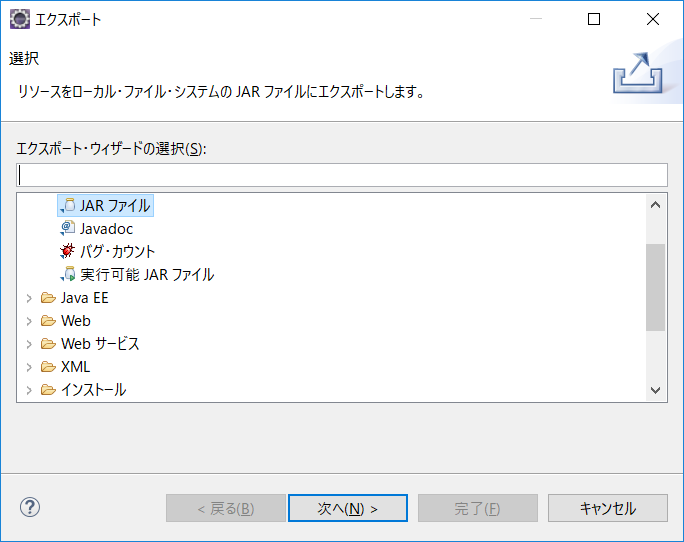 エクスポート
選択
リソースをローカル・ファイル・システムの JAR ファイルにエクスポートします。
エクスポート・ウィザードの選択(S):
JAR ファイル
Javadoc
バグ・カウント
実行可能 JAR ファイル
Java EE
Web
Web サービス
XML
インストール
< 戻る(B)
次へ(N) >
完了(F)
キャンセル